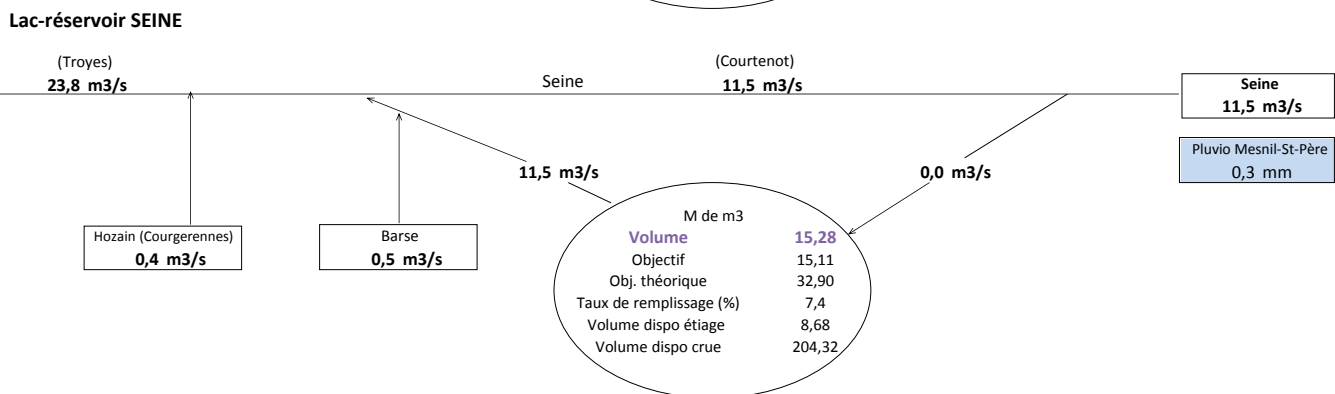 Lac-réservoir SEINE
(Troyes)
23,8 m3/s
Seine
(Courtenot)
11,5 m3/s
Seine
11,5 m3/s
Pluvio Mesnil-St-Père
0,3 mm
11,5 m3/s
0,0 m3/s
Hozain (Courgerennes)
0,4 m3/s
Barse
0,5 m3/s
M de m3
Volume 15,28
Objectif 15,11
Obj. théorique 32,90
Taux de remplissage (%) 7,4
Volume dispo étiage 8,68
Volume dispo crue 204,32